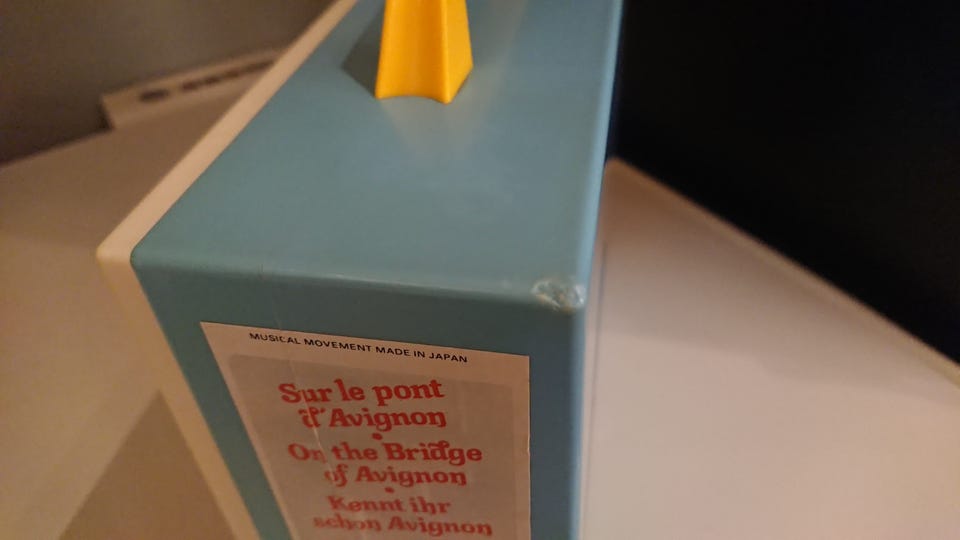 MUSICAL MOVEMENT MADE IN JAPAN
Sur le pont
d'Avignon
•
On the Bridge
of Avignon
•
Kennt ihr
schon Avignon